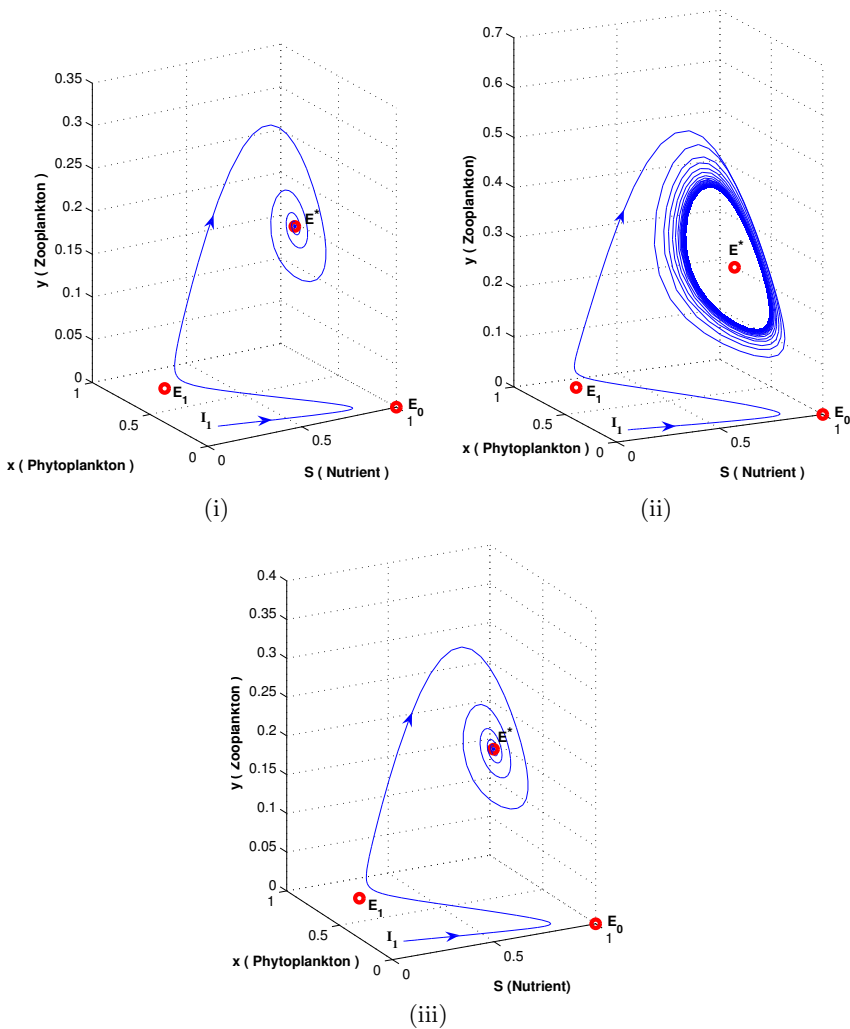 0.35
0.3
0.25
0.2
0.15
0.1
0.05
0
y ( Zooplankton )
1
0.5
0
x ( Phytoplankton )
0
0.5
1
S ( Nutrient )
E*
E1
E0
I1
(i)
0.7
0.6
0.5
0.4
0.3
0.2
0.1
0
y ( Zooplankton)
1
0.5
0
x ( Phytoplankton )
0
0.5
1
S ( Nutrient )
E*
E1
E0
I1
(ii)
0.4
0.35
0.3
0.25
0.2
0.15
0.1
0.05
0
y ( Zooplankton )
1
0.5
0
x ( Phytoplankton )
0
0.5
1
S (Nutrient)
E*
E1
E0
I1
(iii)